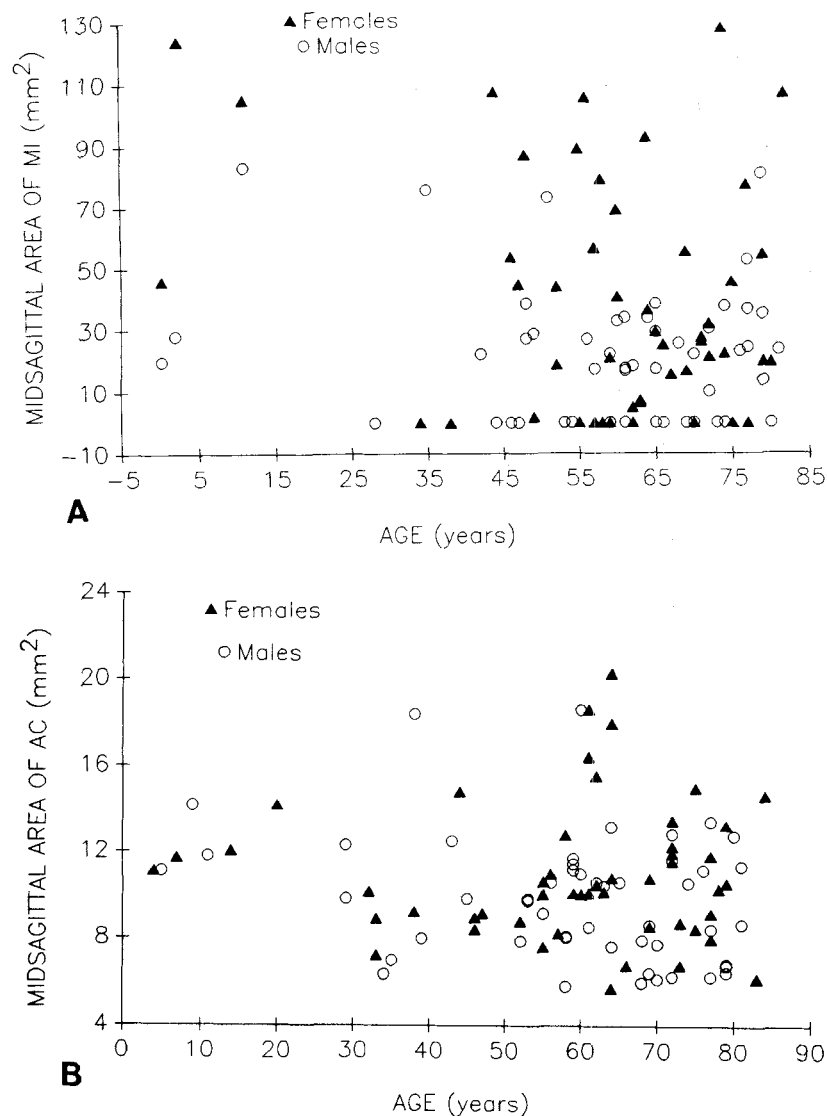 ▲ Females
○ Males
MIDSAGITTAL AREA OF MI (mm²)
130
110
90
70
50
30
10
−10
−5 5 15 25 35 45 55 65 75 85
AGE (years)
A
▲ Females
○ Males
MIDSAGITTAL AREA OF AC (mm²)
24
20
16
12
8
4
0 10 20 30 40 50 60 70 80 90
AGE (years)
B